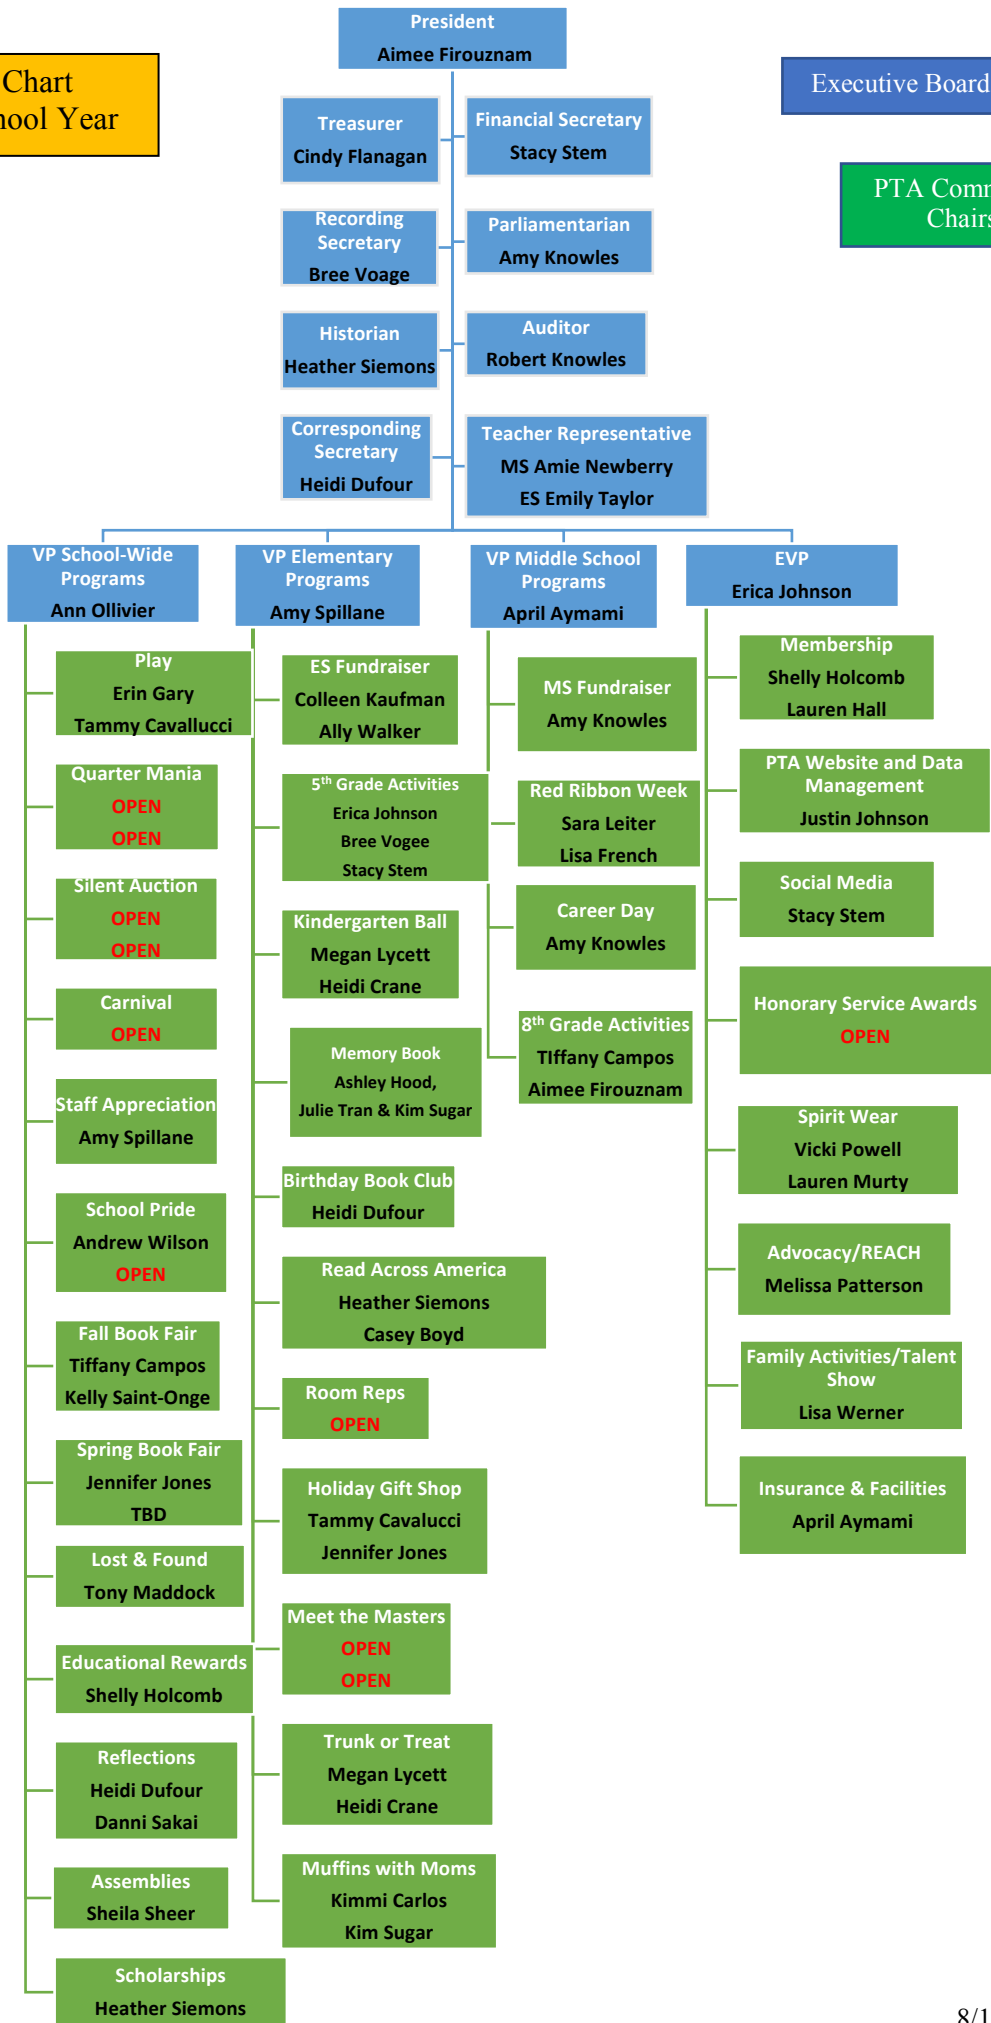 President
Aimee Firouznam
Chart
ool Year
Executive Board
PTA Com
Chairs
Treasurer
Cindy Flanagan
Financial Secretary
Stacy Stem
Recording
Secretary
Bree Voage
Parliamentarian
Amy Knowles
Historian
Heather Siemons
Auditor
Robert Knowles
Corresponding
Secretary
Heidi Dufour
Teacher Representative
MS Amie Newberry
ES Emily Taylor
VP School-Wide
Programs
Ann Ollivier
Play
Erin Gary
Tammy Cavallucci
Quarter Mania
OPEN
OPEN
Silent Auction
OPEN
OPEN
Carnival
OPEN
Staff Appreciation
Amy Spillane
School Pride
Andrew Wilson
OPEN
Fall Book Fair
Tiffany Campos
Kelly Saint-Onge
Spring Book Fair
Jennifer Jones
TBD
Lost & Found
Tony Maddock
Educational Rewards
Shelly Holcomb
Reflections
Heidi Dufour
Danni Sakai
Assemblies
Sheila Sheer
Scholarships
Heather Siemons
VP Elementary
Programs
Amy Spillane
ES Fundraiser
Colleen Kaufman
Ally Walker
5th Grade Activities
Erica Johnson
Bree Vogee
Stacy Stem
Kindergarten Ball
Megan Lycett
Heidi Crane
Memory Book
Ashley Hood,
Julie Tran & Kim Sugar
Birthday Book Club
Heidi Dufour
Read Across America
Heather Siemons
Casey Boyd
Room Reps
OPEN
Holiday Gift Shop
Tammy Cavalucci
Jennifer Jones
Meet the Masters
OPEN
OPEN
Trunk or Treat
Megan Lycett
Heidi Crane
Muffins with Moms
Kimmi Carlos
Kim Sugar
VP Middle School
Programs
April Aymami
MS Fundraiser
Amy Knowles
Red Ribbon Week
Sara Leiter
Lisa French
Career Day
Amy Knowles
8th Grade Activities
TIffany Campos
Aimee Firouznam
EVP
Erica Johnson
Membership
Shelly Holcomb
Lauren Hall
PTA Website and Data
Management
Justin Johnson
Social Media
Stacy Stem
Honorary Service Awards
OPEN
Spirit Wear
Vicki Powell
Lauren Murty
Advocacy/REACH
Melissa Patterson
Family Activities/Talent
Show
Lisa Werner
Insurance & Facilities
April Aymami
8/1